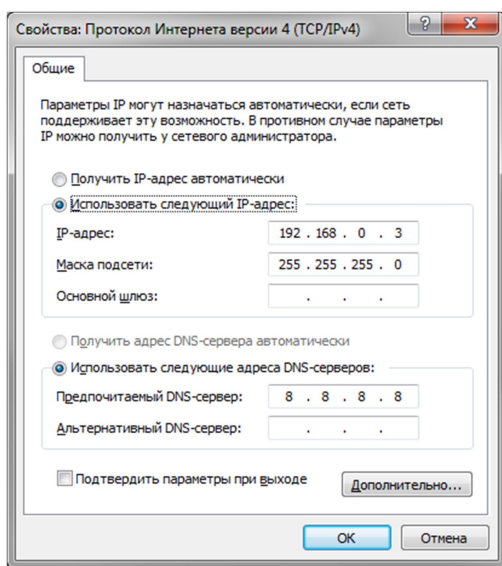 Свойства: Протокол Интернета версии 4 (TCP/IPv4)
Общие
Параметры IP могут назначаться автоматически, если сеть
поддерживает эту возможность. В противном случае параметры
IP можно получить у сетевого администратора.
Получить IP-адрес автоматически
Использовать следующий IP-адрес:
IP-адрес: 192 . 168 . 0 . 3
Маска подсети: 255 . 255 . 255 . 0
Основной шлюз: . . .
Получить адрес DNS-сервера автоматически
Использовать следующие адреса DNS-серверов:
Предпочитаемый DNS-сервер: 8 . 8 . 8 . 8
Альтернативный DNS-сервер: . . .
Подтвердить параметры при выходе
Дополнительно...
OK Отмена